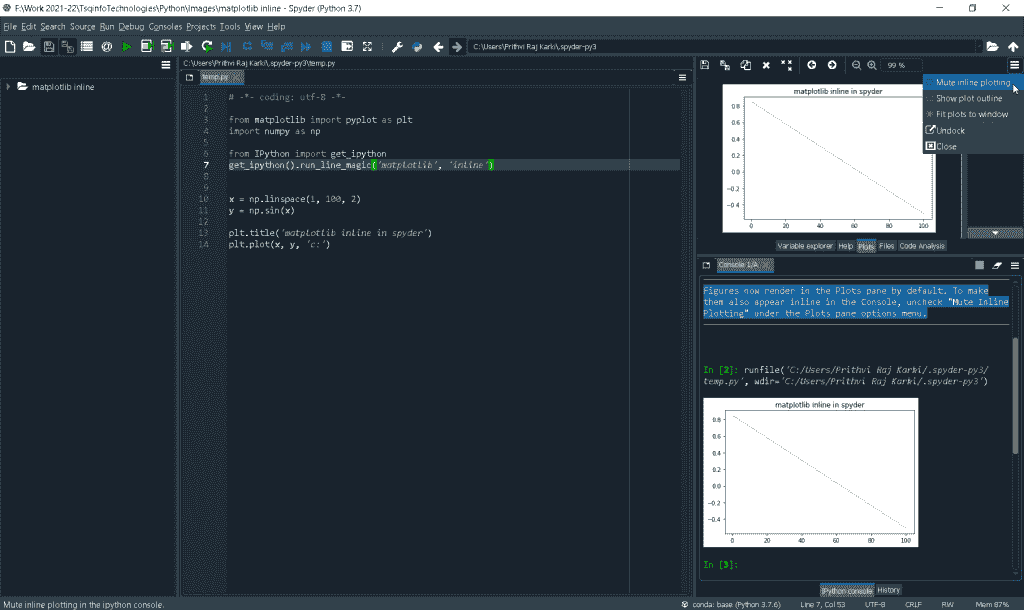 F:\Work 2021-22\TsqinfoTechnologies\Python\Images\matplotlib inline - Spyder (Python 3.7)
File Edit Search Source Run Debug Consoles Projects Tools View Help
C:\Users\Prithvi Raj Karki\.spyder-py3
C:\Users\Prithvi Raj Karki\.spyder-py3\temp.py
matplotlib inline
temp.py
1 # -*- coding: utf-8 -*-
2
3 from matplotlib import pyplot as plt
4 import numpy as np
5
6 from IPython import get_ipython
7 get_ipython().run_line_magic('matplotlib', 'inline')
8
9
10 x = np.linspace(1, 100, 2)
11 y = np.sin(x)
12
13 plt.title('matplotlib inline in spyder')
14 plt.plot(x, y, 'c:')
99 %
Mute inline plotting
Show plot outline
Fit plots to window
Undock
Close
matplotlib inline in spyder
0.8
0.6
0.4
0.2
0.0
−0.2
−0.4
0 20 40 60 80 100
Variable explorer Help Plots Files Code Analysis
Console 1/A
Figures now render in the Plots pane by default. To make
them also appear inline in the Console, uncheck "Mute Inline
Plotting" under the Plots pane options menu.
In [2]: runfile('C:/Users/Prithvi Raj Karki/.spyder-py3/
temp.py', wdir='C:/Users/Prithvi Raj Karki/.spyder-py3')
matplotlib inline in spyder
0.8
0.6
0.4
0.2
0.0
−0.2
−0.4
0 20 40 60 80 100
In [3]:
IPython console History
Mute inline plotting in the ipython console.
conda: base (Python 3.7.6) Line 7, Col 53 UTF-8 CRLF RW Mem 87%